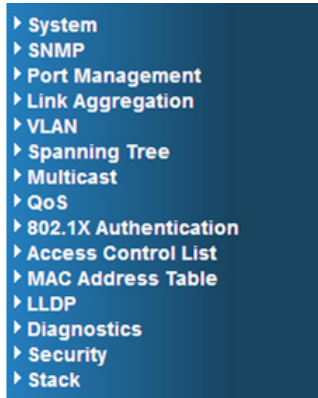 System
SNMP
Port Management
Link Aggregation
VLAN
Spanning Tree
Multicast
QoS
802.1X Authentication
Access Control List
MAC Address Table
LLDP
Diagnostics
Security
Stack